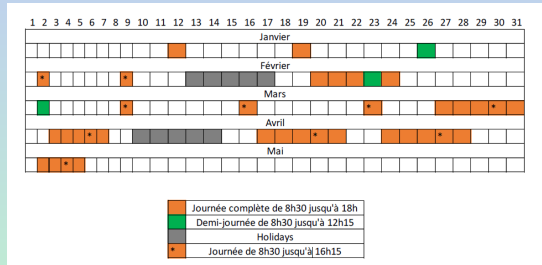 1 2 3 4 5 6 7 8 9 10 11 12 13 14 15 16 17 18 19 20 21 22 23 24 25 26 27 28 29 30 31
Janvier
Février
* *
Mars
* * * *
Avril
* * *
Mai
*
Journée complète de 8h30 jusqu'à 18h
Demi-journée de 8h30 jusqu'à 12h15
Holidays
* Journée de 8h30 jusqu'à 16h15